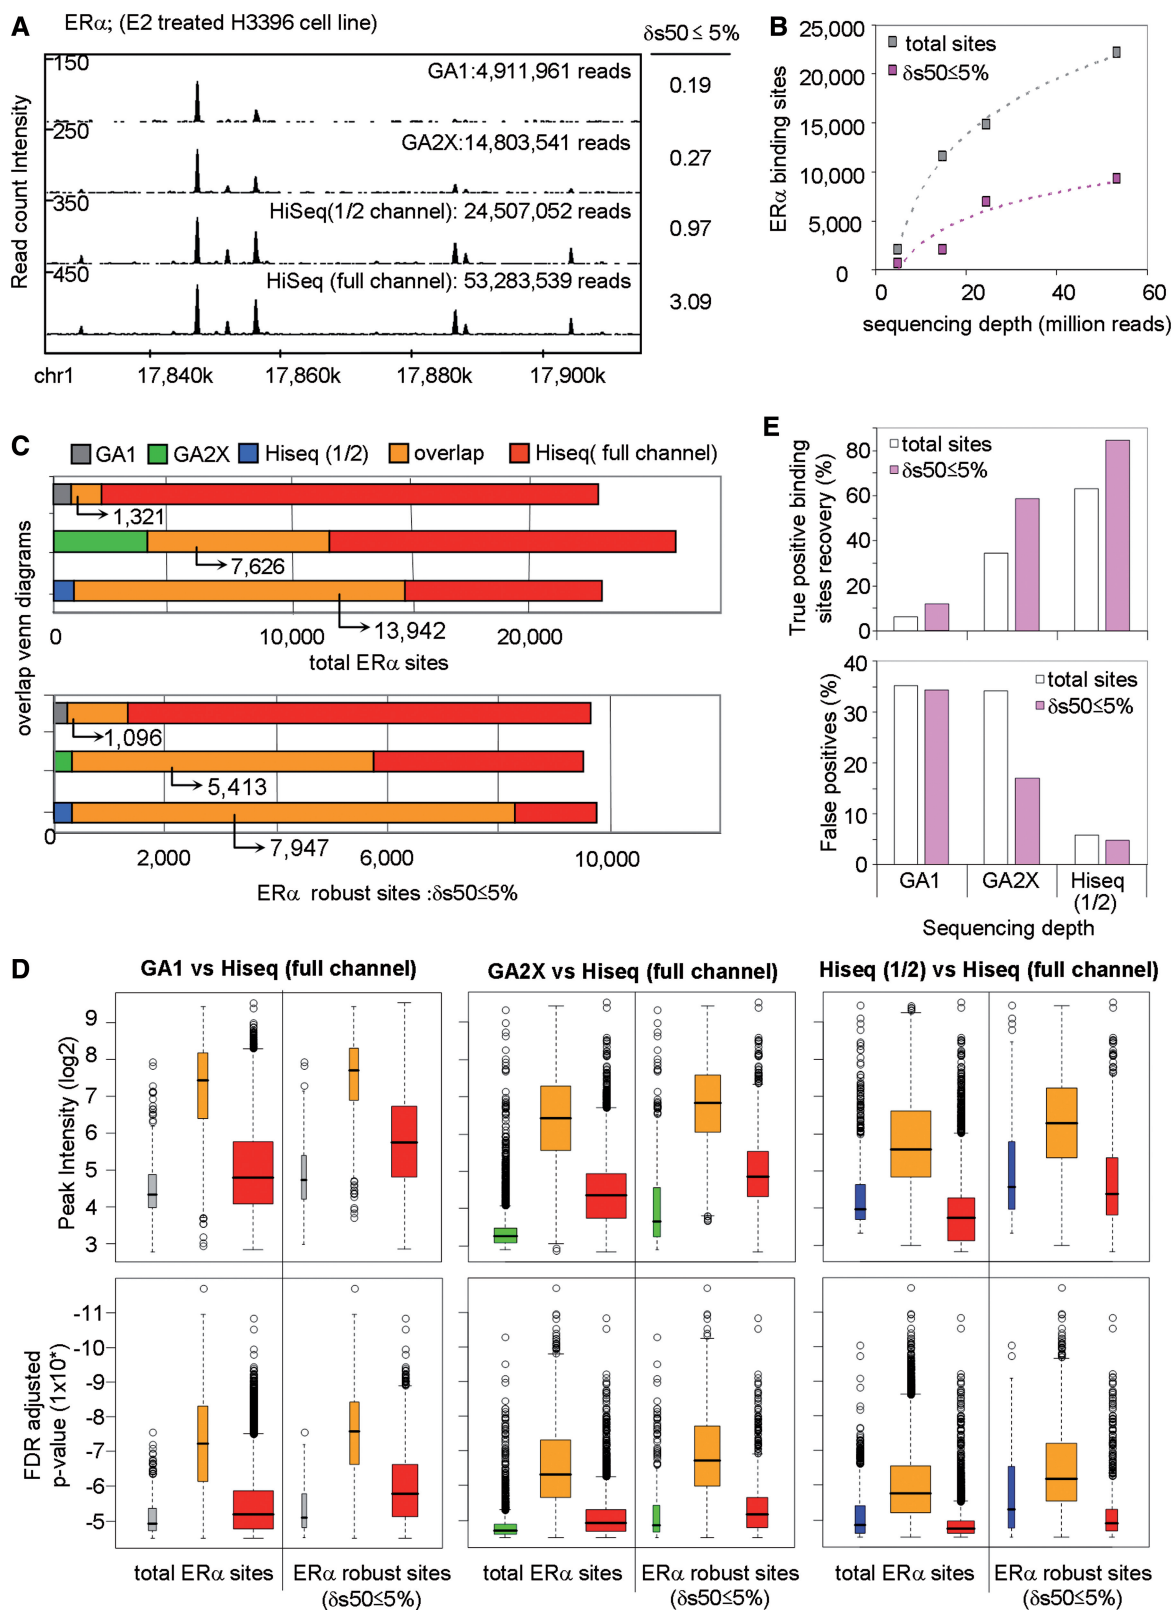 A ERα; (E2 treated H3396 cell line)
δs50 ≤ 5%
Read count Intensity
150
GA1:4,911,961 reads
0.19
250
GA2X:14,803,541 reads
0.27
350
HiSeq(1/2 channel): 24,507,052 reads
0.97
450
HiSeq (full channel): 53,283,539 reads
3.09
chr1 17,840k 17,860k 17,880k 17,900k
B
ERα binding sites
25,000
20,000
15,000
10,000
5,000
0
total sites
δs50≤5%
0 20 40 60
sequencing depth (million reads)
C
GA1 GA2X Hiseq (1/2) overlap Hiseq( full channel)
overlap venn diagrams
1,321
7,626
13,942
0 10,000 20,000
total ERα sites
1,096
5,413
7,947
0 2,000 6,000 10,000
ERα robust sites :δs50≤5%
E
True positive binding
sites recovery (%)
80
60
40
20
0
total sites
δs50≤5%
False positives (%)
40
30
20
10
0
total sites
δs50≤5%
GA1 GA2X Hiseq
(1/2)
Sequencing depth
D
GA1 vs Hiseq (full channel)
GA2X vs Hiseq (full channel)
Hiseq (1/2) vs Hiseq (full channel)
Peak Intensity (log2)
9
8
7
6
5
4
3
FDR adjusted
p-value (1x10*)
-11
-10
-9
-8
-7
-6
-5
total ERα sites ERα robust sites
(δs50≤5%)
total ERα sites ERα robust sites
(δs50≤5%)
total ERα sites ERα robust sites
(δs50≤5%)